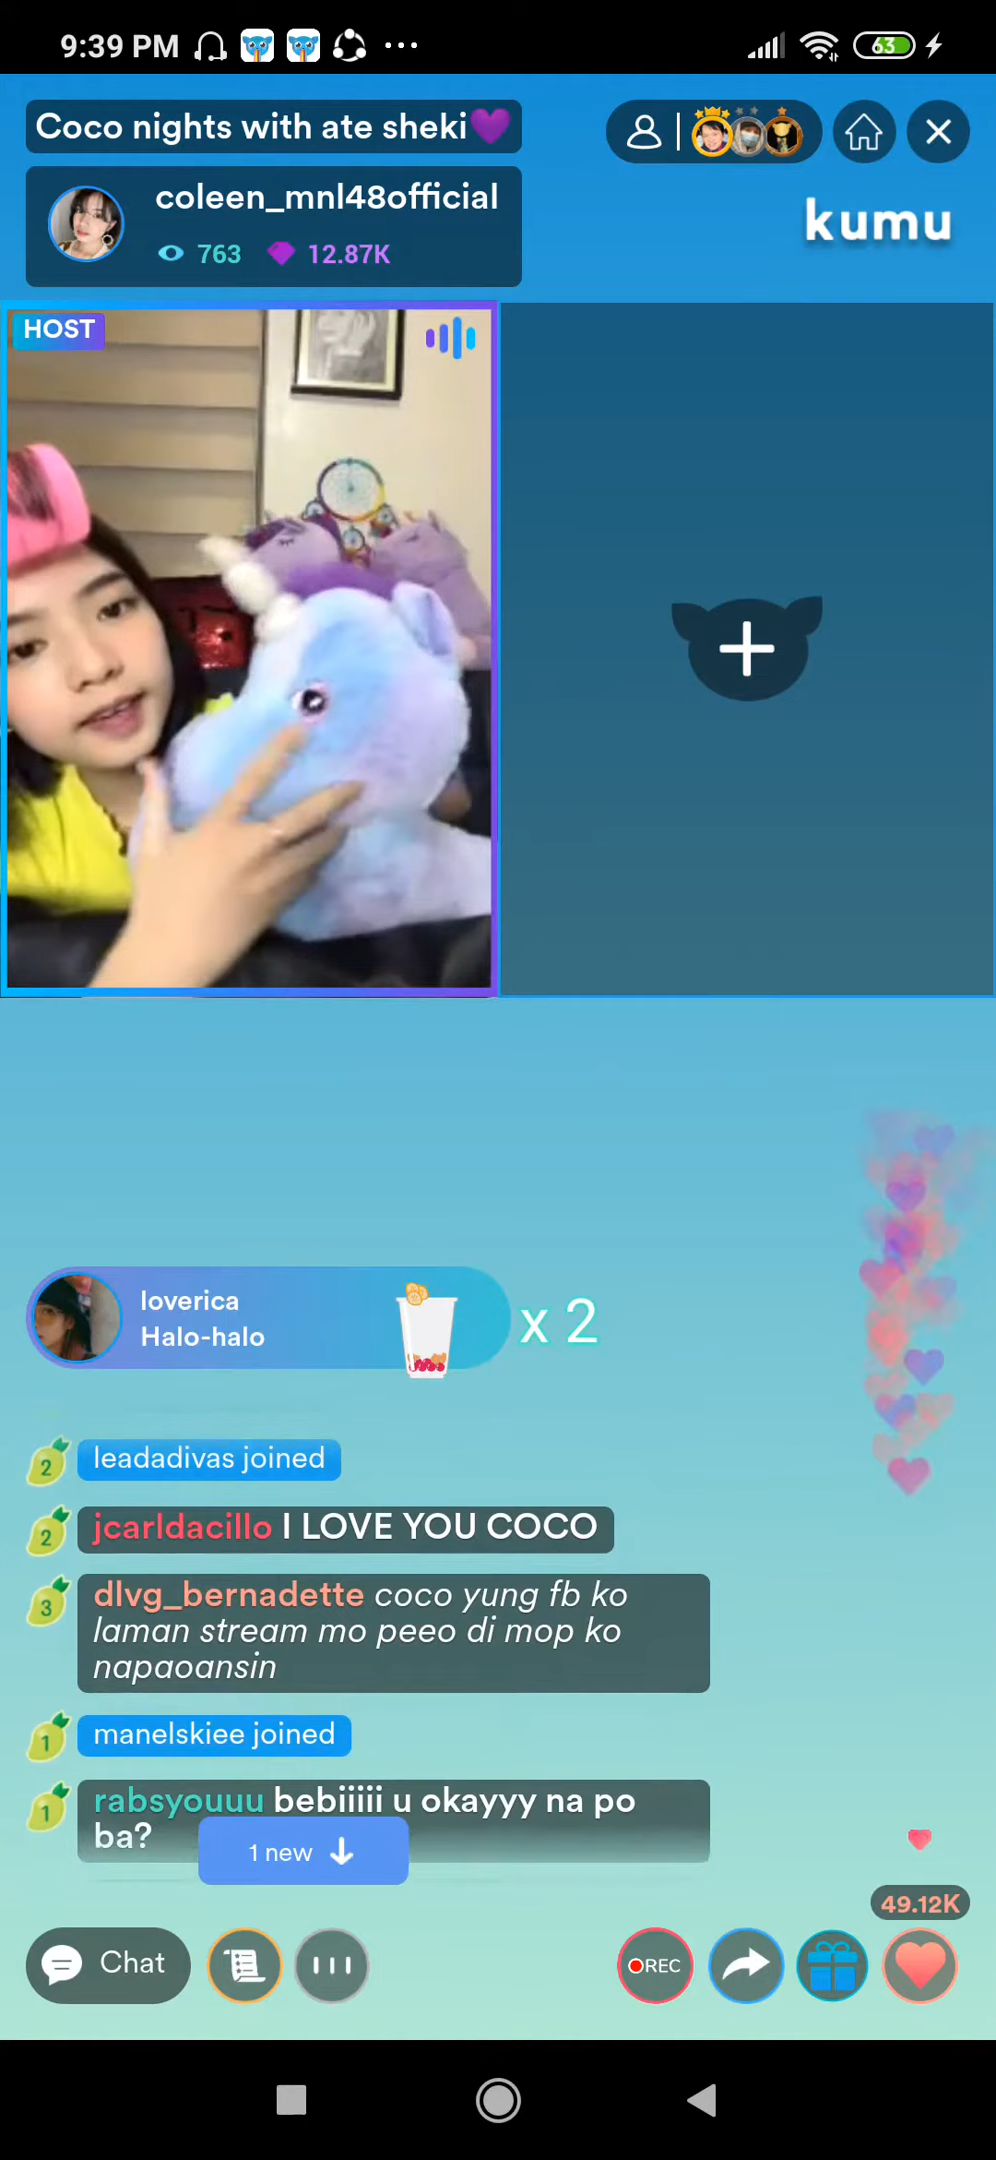 9:39 PM
63
Coco nights with ate sheki💜
coleen_mnl48official
763 12.87K
kumu
HOST
loverica
Halo-halo
x 2
2 leadadivas joined
2 jcarldacillo I LOVE YOU COCO
3 dlvg_bernadette coco yung fb ko
laman stream mo peeo di mop ko
napaoansin
1 manelskiee joined
1 rabsyouuu bebiiiii u okayyy na po
ba?
1 new
49.12K
Chat
REC